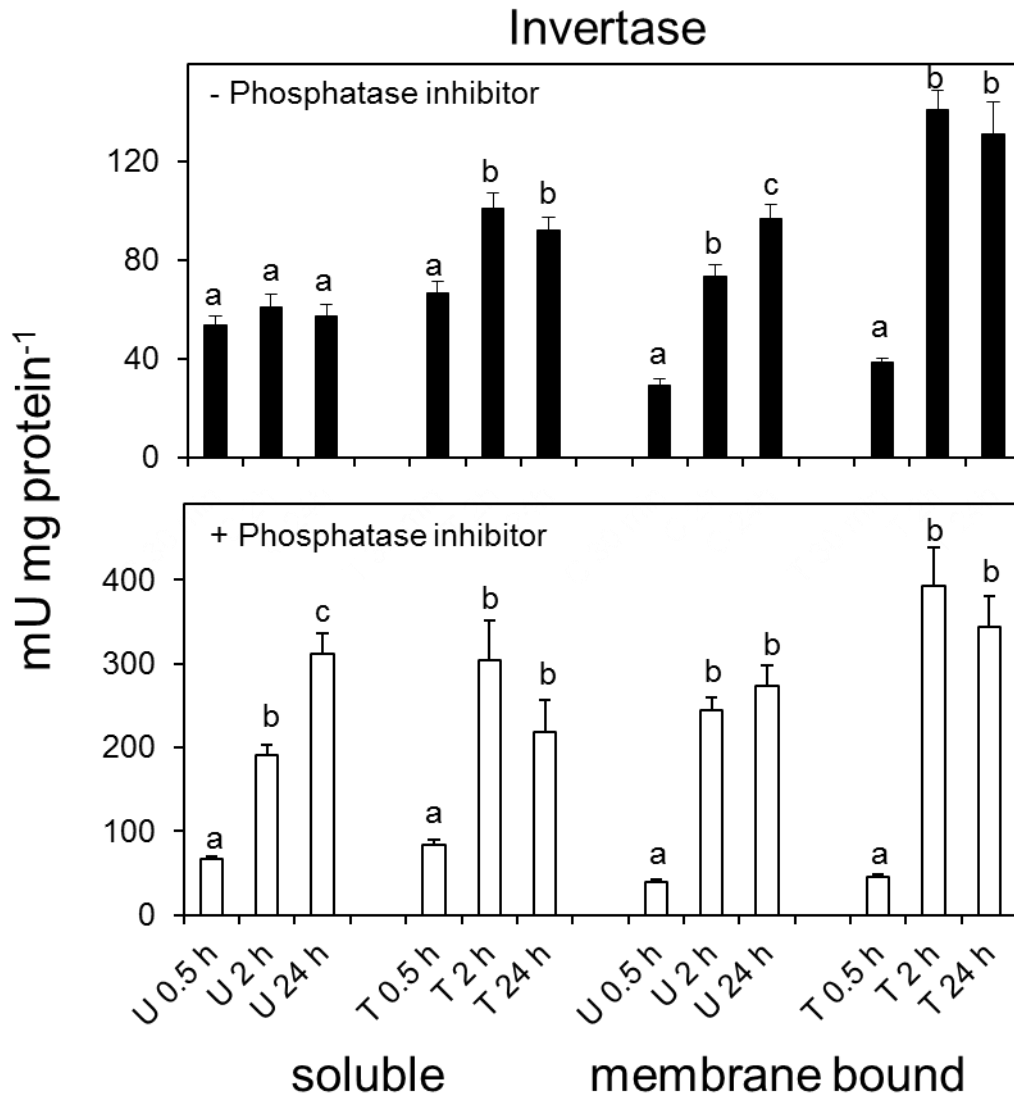 Invertase
- Phosphatase inhibitor
b b
120
b b c
80
b
a a a a
40
a a
0
mU mg protein-1
+ Phosphatase inhibitor
b
400
b
c b
300
b b b
200
100
a a a a
0
U 0.5 h U 2 h U 24 h T 0.5 h T 2 h T 24 h U 0.5 h U 2 h U 24 h T 0.5 h T 2 h T 24 h
soluble membrane bound